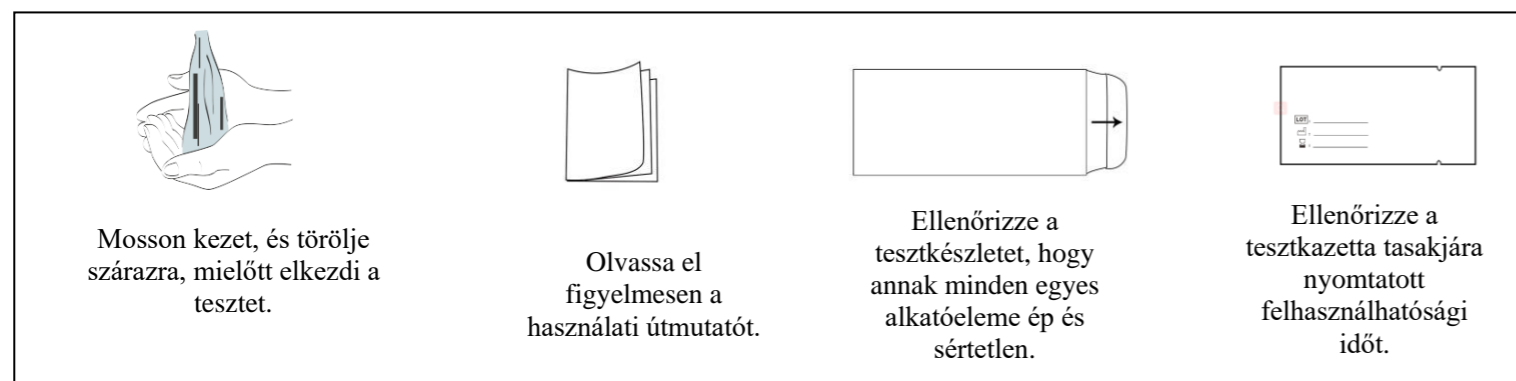 Mosson kezet, és törölje
szárazra, mielőtt elkezdi a
tesztet.
Olvassa el
figyelmesen a
használati útmutatót.
Ellenőrizze a
tesztkészletet, hogy
annak minden egyes
alkatóeleme ép és
sértetlen.
LOT
Ellenőrizze a
tesztkazetta tasakjára
nyomtatott
felhasználhatósági
időt.